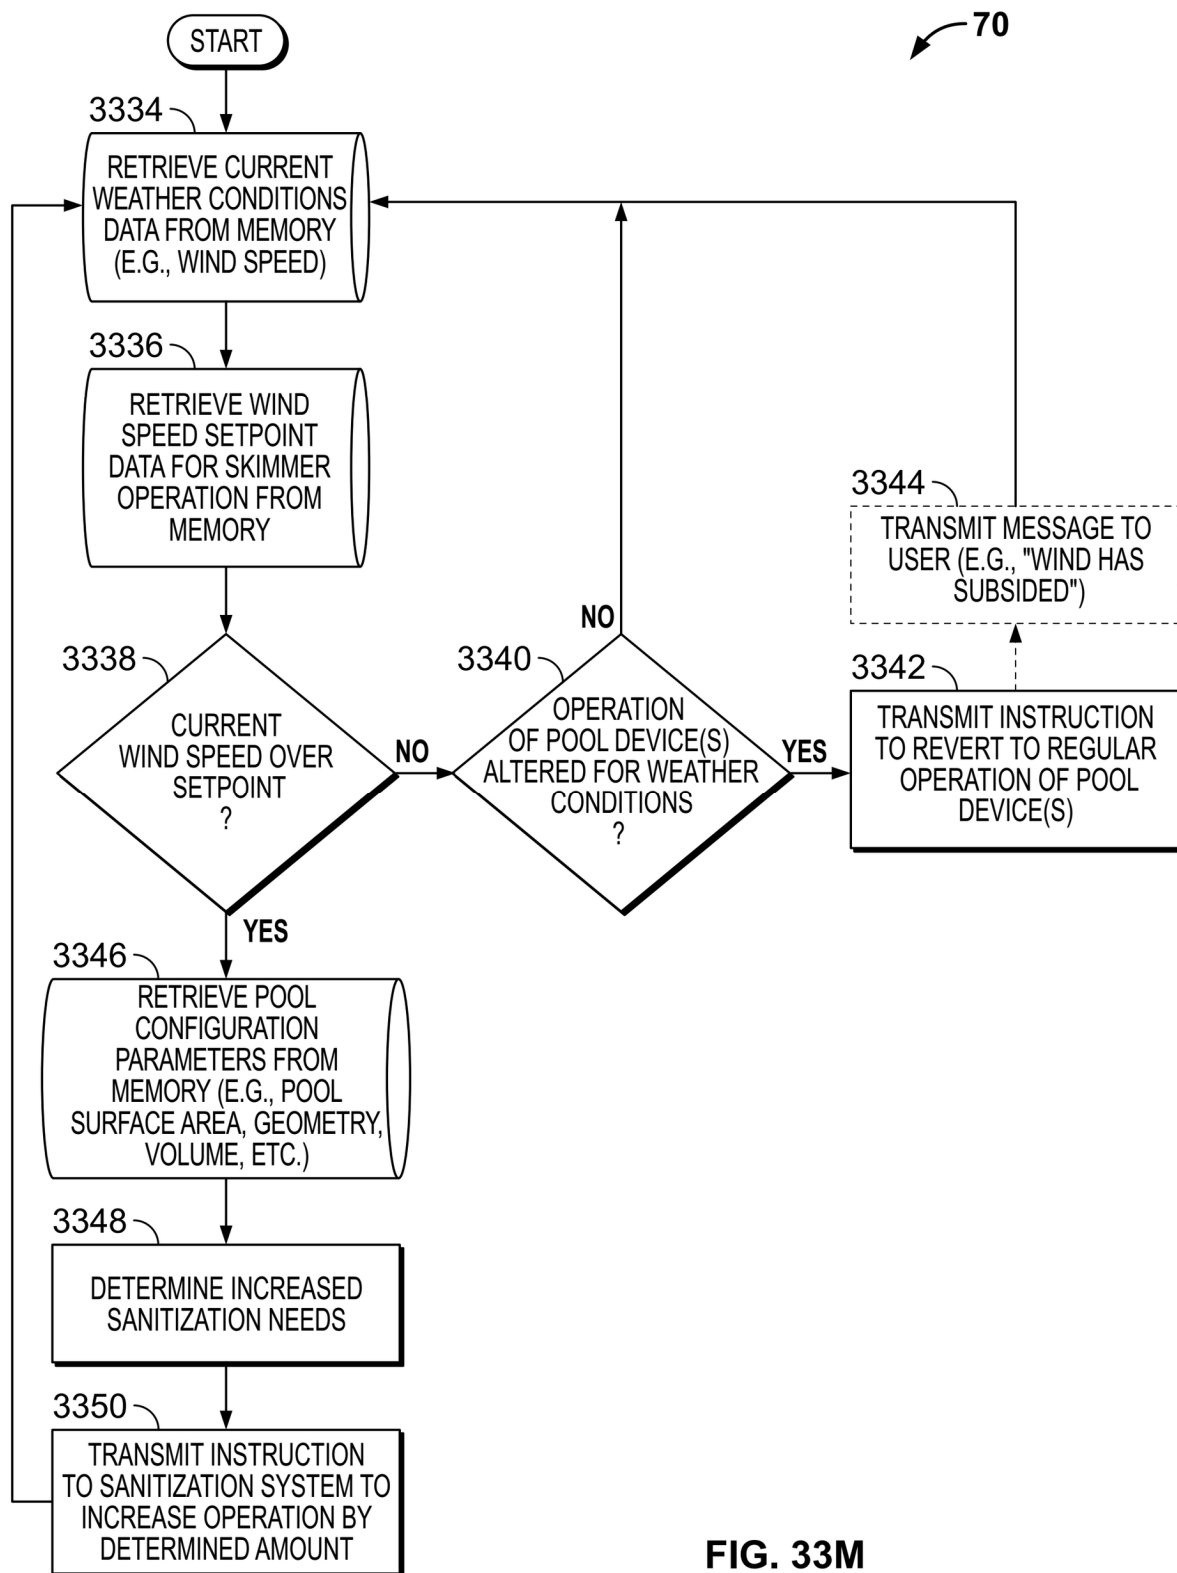 START
70
3334
RETRIEVE CURRENT
WEATHER CONDITIONS
DATA FROM MEMORY
(E.G., WIND SPEED)
3336
RETRIEVE WIND
SPEED SETPOINT
DATA FOR SKIMMER
OPERATION FROM
MEMORY
3338
CURRENT
WIND SPEED OVER
SETPOINT
?
NO
YES
3340
OPERATION
OF POOL DEVICE(S)
ALTERED FOR WEATHER
CONDITIONS
?
NO
YES
3344
TRANSMIT MESSAGE TO
USER (E.G., "WIND HAS
SUBSIDED")
3342
TRANSMIT INSTRUCTION
TO REVERT TO REGULAR
OPERATION OF POOL
DEVICE(S)
3346
RETRIEVE POOL
CONFIGURATION
PARAMETERS FROM
MEMORY (E.G., POOL
SURFACE AREA, GEOMETRY,
VOLUME, ETC.)
3348
DETERMINE INCREASED
SANITIZATION NEEDS
3350
TRANSMIT INSTRUCTION
TO SANITIZATION SYSTEM TO
INCREASE OPERATION BY
DETERMINED AMOUNT
FIG. 33M